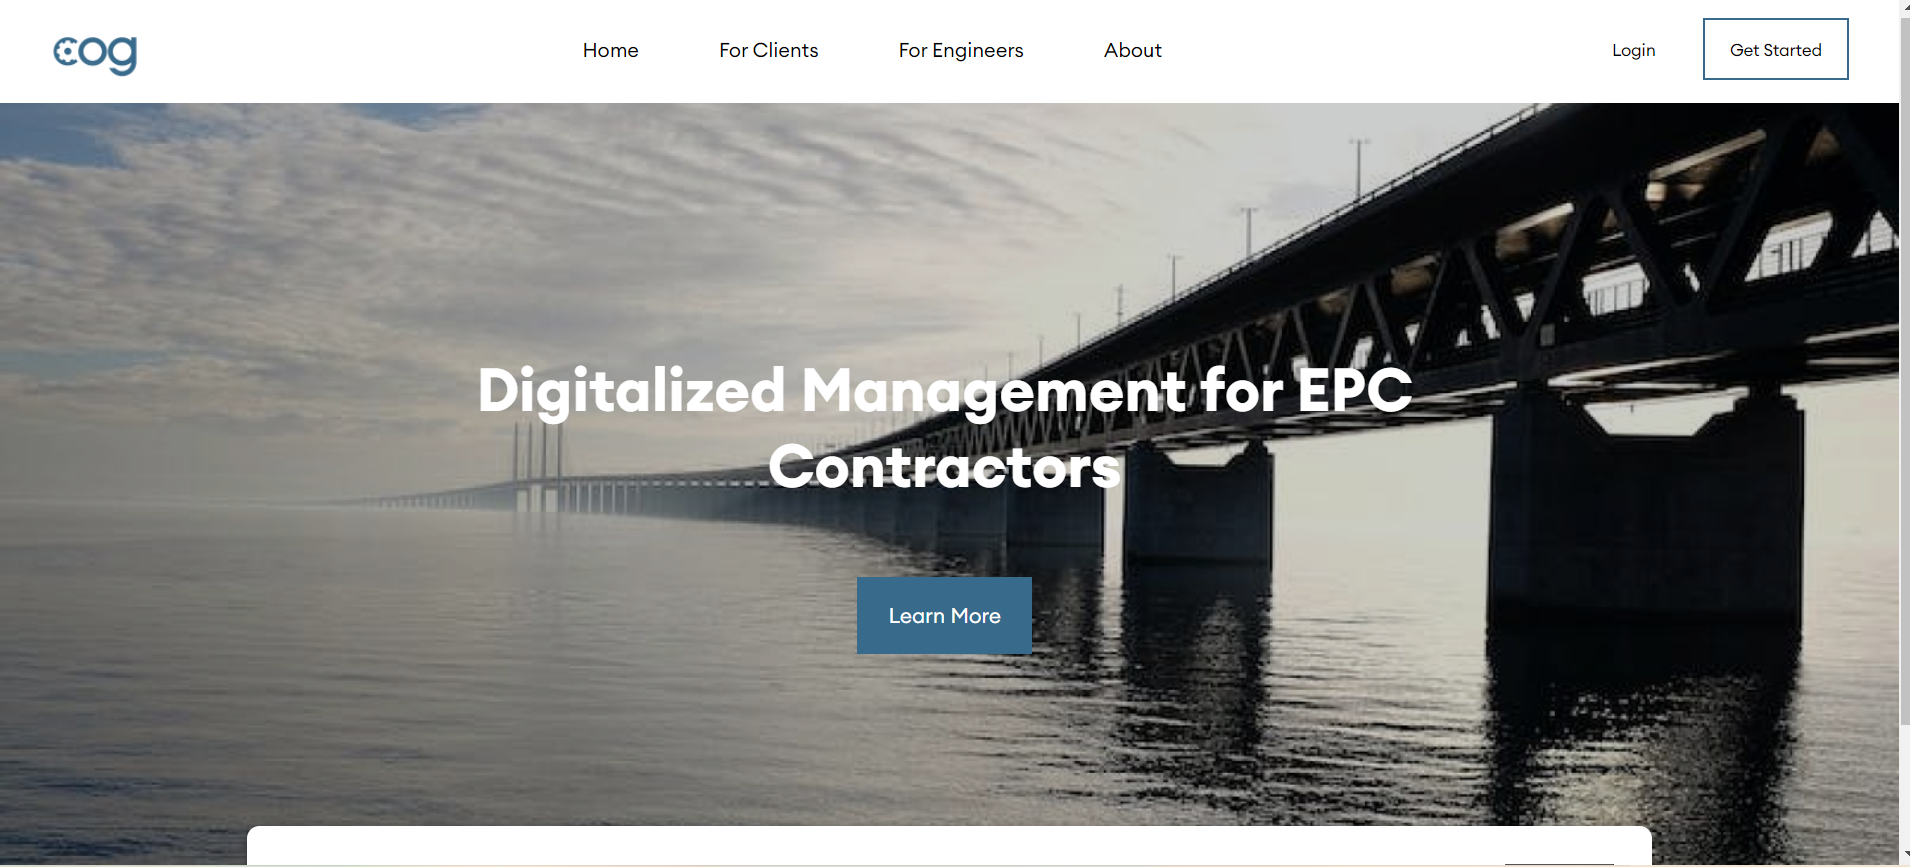 cog
Home
For Clients
For Engineers
About
Login
Get Started
Digitalized Management for EPC
Contractors
Learn More